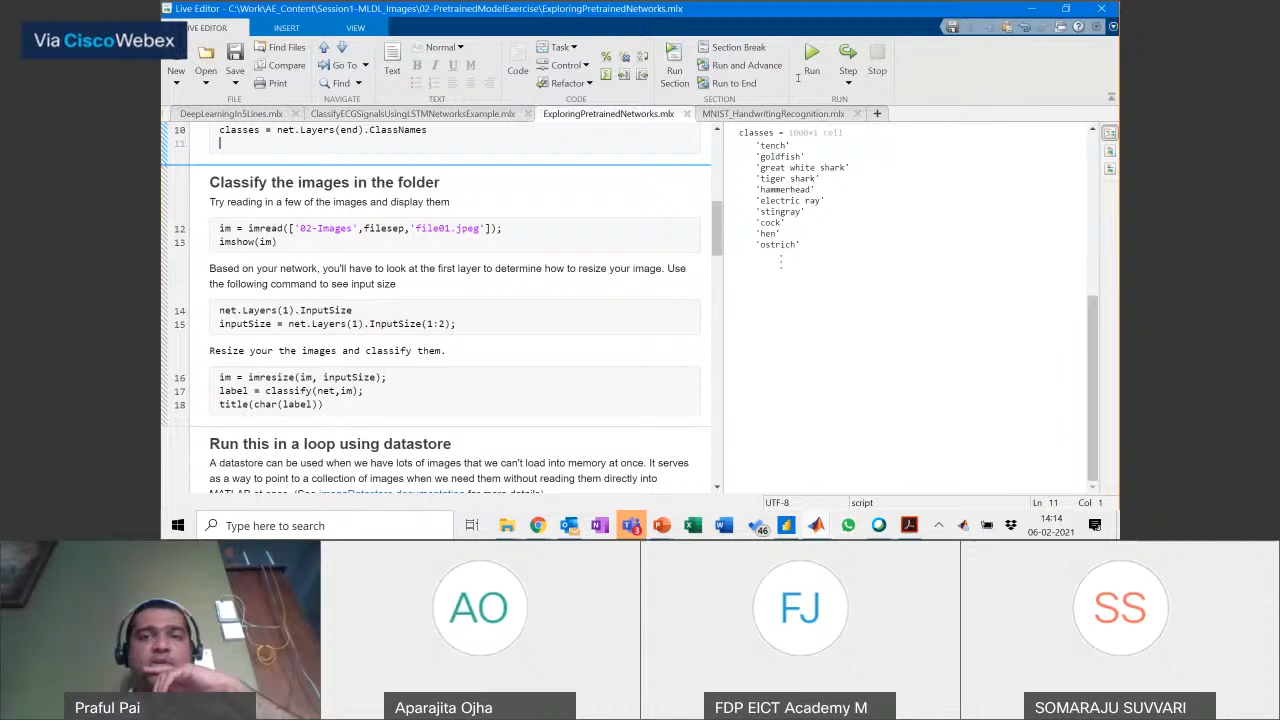 Live Editor - C:\Work\AE_Content\Session1-MLDL_Images\02-PretrainedModelExercise\ExploringPretrainedNetworks.mlx
Via Cisco Webex
LIVE EDITOR INSERT VIEW
New Open Save
Find Files
Compare
Print
FILE
Go To
Find
NAVIGATE
Text
Normal
B I U M
TEXT
Code
Task
Control
Refactor
CODE
Run Section
Section Break
Run and Advance
Run to End
SECTION
Run Step Stop
RUN
DeepLearningIn5Lines.mlx ClassifyECGSignalsUsingLSTMNetworksExample.mlx ExploringPretrainedNetworks.mlx MNIST_HandwritingRecognition.mlx
10 classes = net.Layers(end).ClassNames
11
Classify the images in the folder
Try reading in a few of the images and display them
12 im = imread(['02-Images',filesep,'file01.jpeg']);
13 imshow(im)
Based on your network, you'll have to look at the first layer to determine how to resize your image. Use
the following command to see input size
14 net.Layers(1).InputSize
15 inputSize = net.Layers(1).InputSize(1:2);
Resize your the images and classify them.
16 im = imresize(im, inputSize);
17 label = classify(net,im);
18 title(char(label))
Run this in a loop using datastore
A datastore can be used when we have lots of images that we can't load into memory at once. It serves
as a way to point to a collection of images when we need them without reading them directly into
MATLAB at once. (See imageDatastore documentation for more details)
classes = 1000×1 cell
'tench'
'goldfish'
'great white shark'
'tiger shark'
'hammerhead'
'electric ray'
'stingray'
'cock'
'hen'
'ostrich'
UTF-8 script Ln 11 Col 1
Type here to search
46
14:14
06-02-2021
AO
FJ
SS
Praful Pai
Aparajita Ojha
FDP EICT Academy M
SOMARAJU SUVVARI